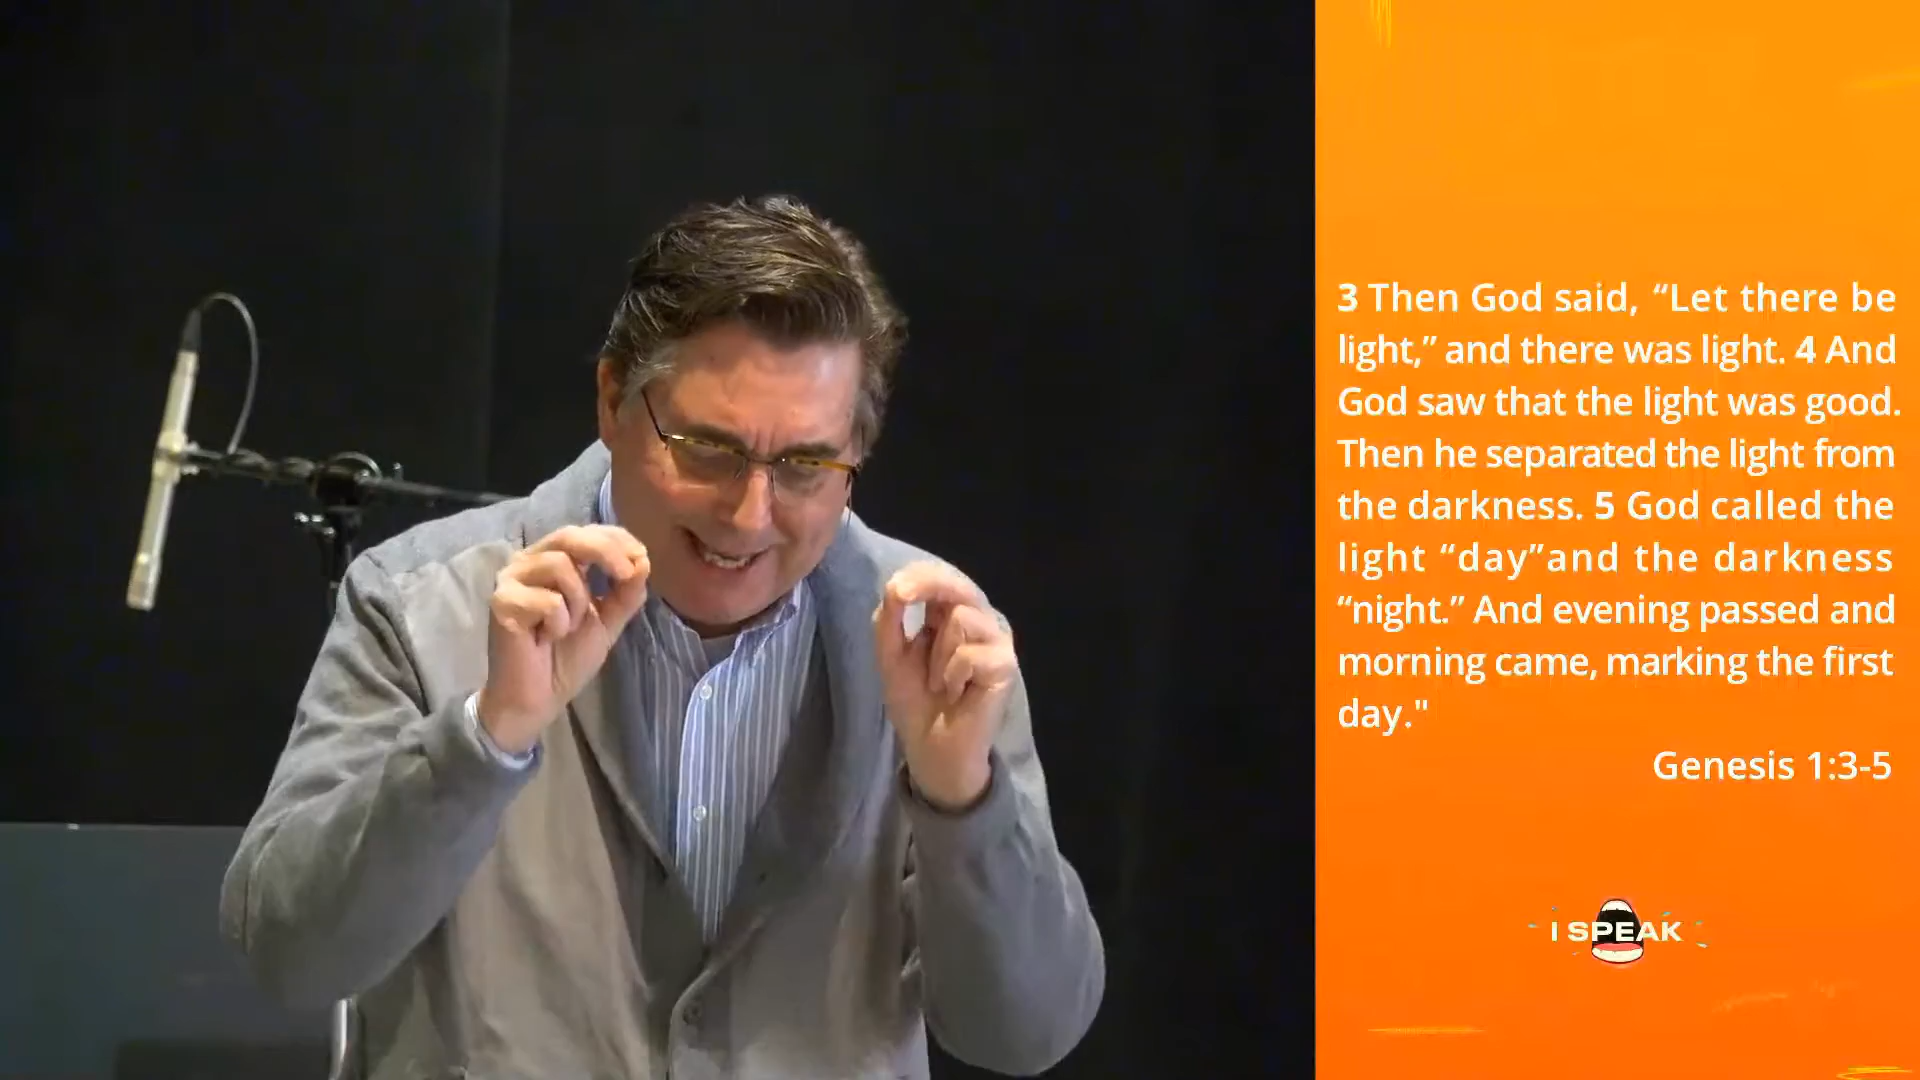 3 Then God said, “Let there be
light,” and there was light. 4 And
God saw that the light was good.
Then he separated the light from
the darkness. 5 God called the
light “day”and the darkness
“night.” And evening passed and
morning came, marking the first
day."
Genesis 1:3-5
I SPEAK